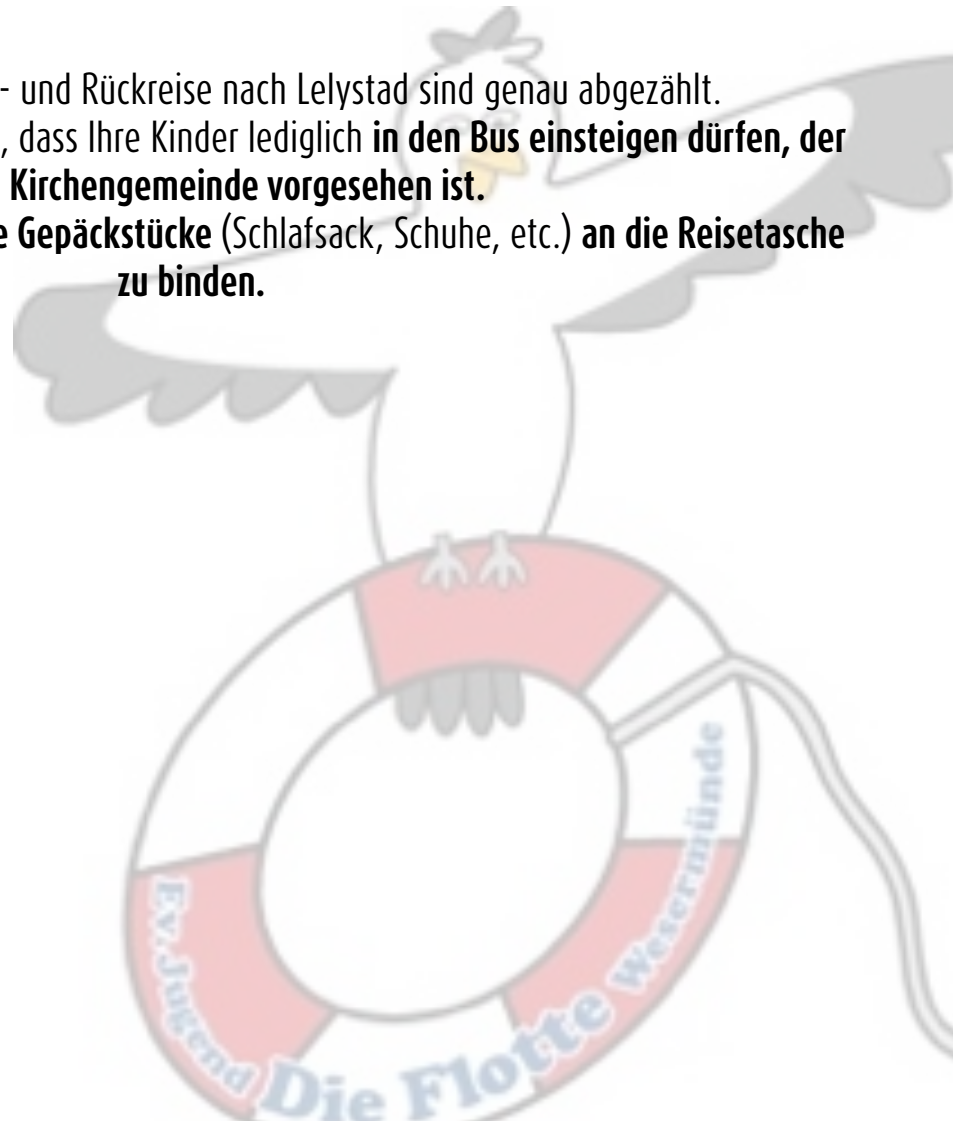 - und Rückreise nach Lelystad sind genau abgezählt.
, dass Ihre Kinder lediglich in den Bus einsteigen dürfen, der
Kirchengemeinde vorgesehen ist.
e Gepäckstücke (Schlafsack, Schuhe, etc.) an die Reisetasche
zu binden.
Ev. Jugend Die Flotte Wesermünde